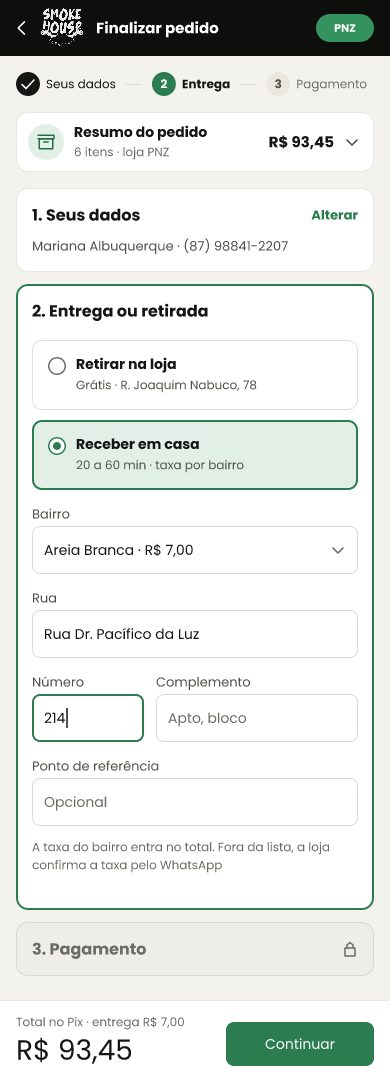 SMOKE
HOUSE
Finalizar pedido
PNZ
Seus dados
2
Entrega
3
Pagamento
Resumo do pedido
6 itens · loja PNZ
R$ 93,45
1. Seus dados
Alterar
Mariana Albuquerque · (87) 98841-2207
2. Entrega ou retirada
Retirar na loja
Grátis · R. Joaquim Nabuco, 78
Receber em casa
20 a 60 min · taxa por bairro
Bairro
Areia Branca · R$ 7,00
Rua
Rua Dr. Pacífico da Luz
Número
Complemento
214
Apto, bloco
Ponto de referência
Opcional
A taxa do bairro entra no total. Fora da lista, a loja
confirma a taxa pelo WhatsApp
3. Pagamento
Total no Pix · entrega R$ 7,00
R$ 93,45
Continuar